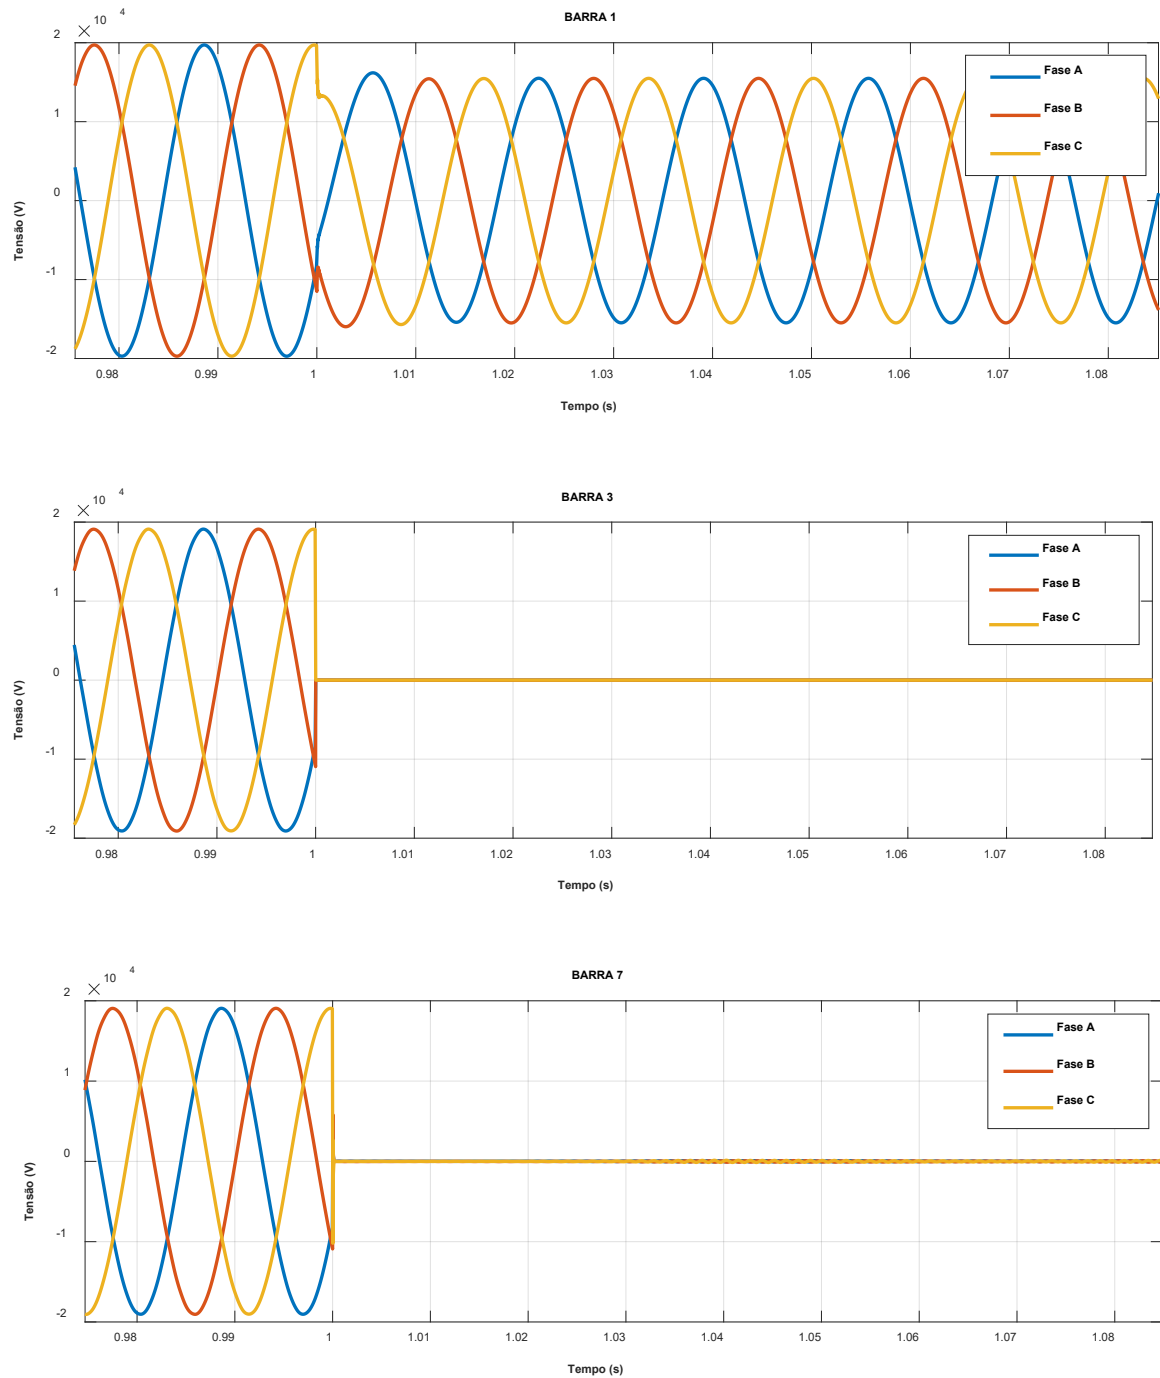 BARRA 1
× 10 4
2
1
0
-1
-2
Tensão (V)
Fase A
Fase B
Fase C
0.98 0.99 1 1.01 1.02 1.03 1.04 1.05 1.06 1.07 1.08
Tempo (s)
BARRA 3
× 10 4
2
1
0
-1
-2
Tensão (V)
Fase A
Fase B
Fase C
0.98 0.99 1 1.01 1.02 1.03 1.04 1.05 1.06 1.07 1.08
Tempo (s)
BARRA 7
× 10 4
2
1
0
-1
-2
Tensão (V)
Fase A
Fase B
Fase C
0.98 0.99 1 1.01 1.02 1.03 1.04 1.05 1.06 1.07 1.08
Tempo (s)